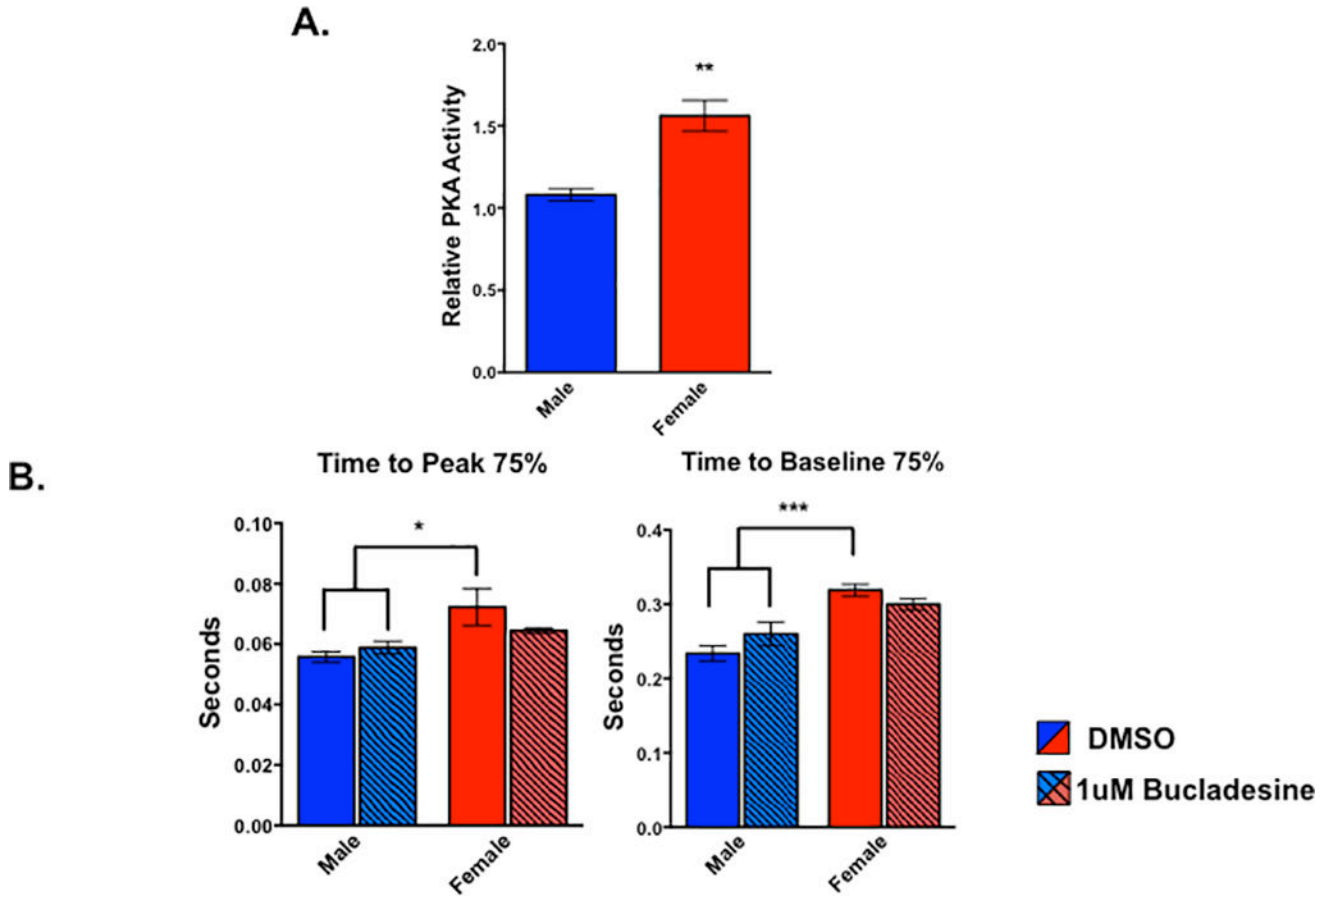 A.
Relative PKA Activity
2.0
1.5
1.0
0.5
0.0
**
Male
Female
B.
Time to Peak 75%
Seconds
0.10
0.08
0.06
0.04
0.02
0.00
*
Male
Female
Time to Baseline 75%
Seconds
0.4
0.3
0.2
0.1
0.0
***
Male
Female
DMSO
1uM Bucladesine